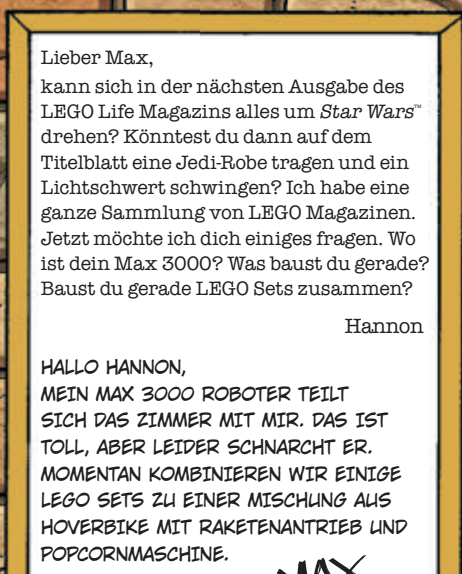 Lieber Max,
kann sich in der nächsten Ausgabe des
LEGO Life Magazins alles um Star Wars™
drehen? Könntest du dann auf dem
Titelblatt eine Jedi-Robe tragen und ein
Lichtschwert schwingen? Ich habe eine
ganze Sammlung von LEGO Magazinen.
Jetzt möchte ich dich einiges fragen. Wo
ist dein Max 3000? Was baust du gerade?
Baust du gerade LEGO Sets zusammen?
Hannon
HALLO HANNON,
MEIN MAX 3000 ROBOTER TEILT
SICH DAS ZIMMER MIT MIR. DAS IST
TOLL, ABER LEIDER SCHNARCHT ER.
MOMENTAN KOMBINIEREN WIR EINIGE
LEGO SETS ZU EINER MISCHUNG AUS
HOVERBIKE MIT RAKETENANTRIEB UND
POPCORNMASCHINE.
MAX